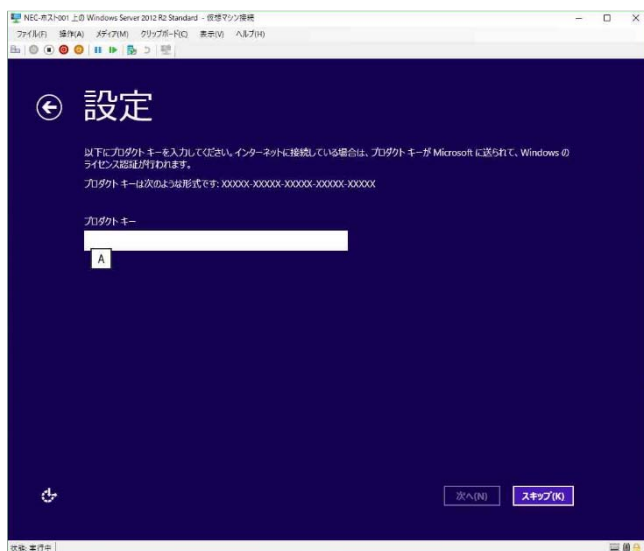 NEC-ホスト001 上の Windows Server 2012 R2 Standard - 仮想マシン接続
ファイル(F) 操作(A) メディア(M) クリップボード(C) 表示(V) ヘルプ(H)
設定
以下にプロダクト キーを入力してください。インターネットに接続している場合は、プロダクト キーが Microsoft に送られて、Windows の
ライセンス認証が行われます。
プロダクト キーは次のような形式です: XXXXX-XXXXX-XXXXX-XXXXX-XXXXX
プロダクト キー
A
次へ(N) スキップ(K)
状態: 実行中